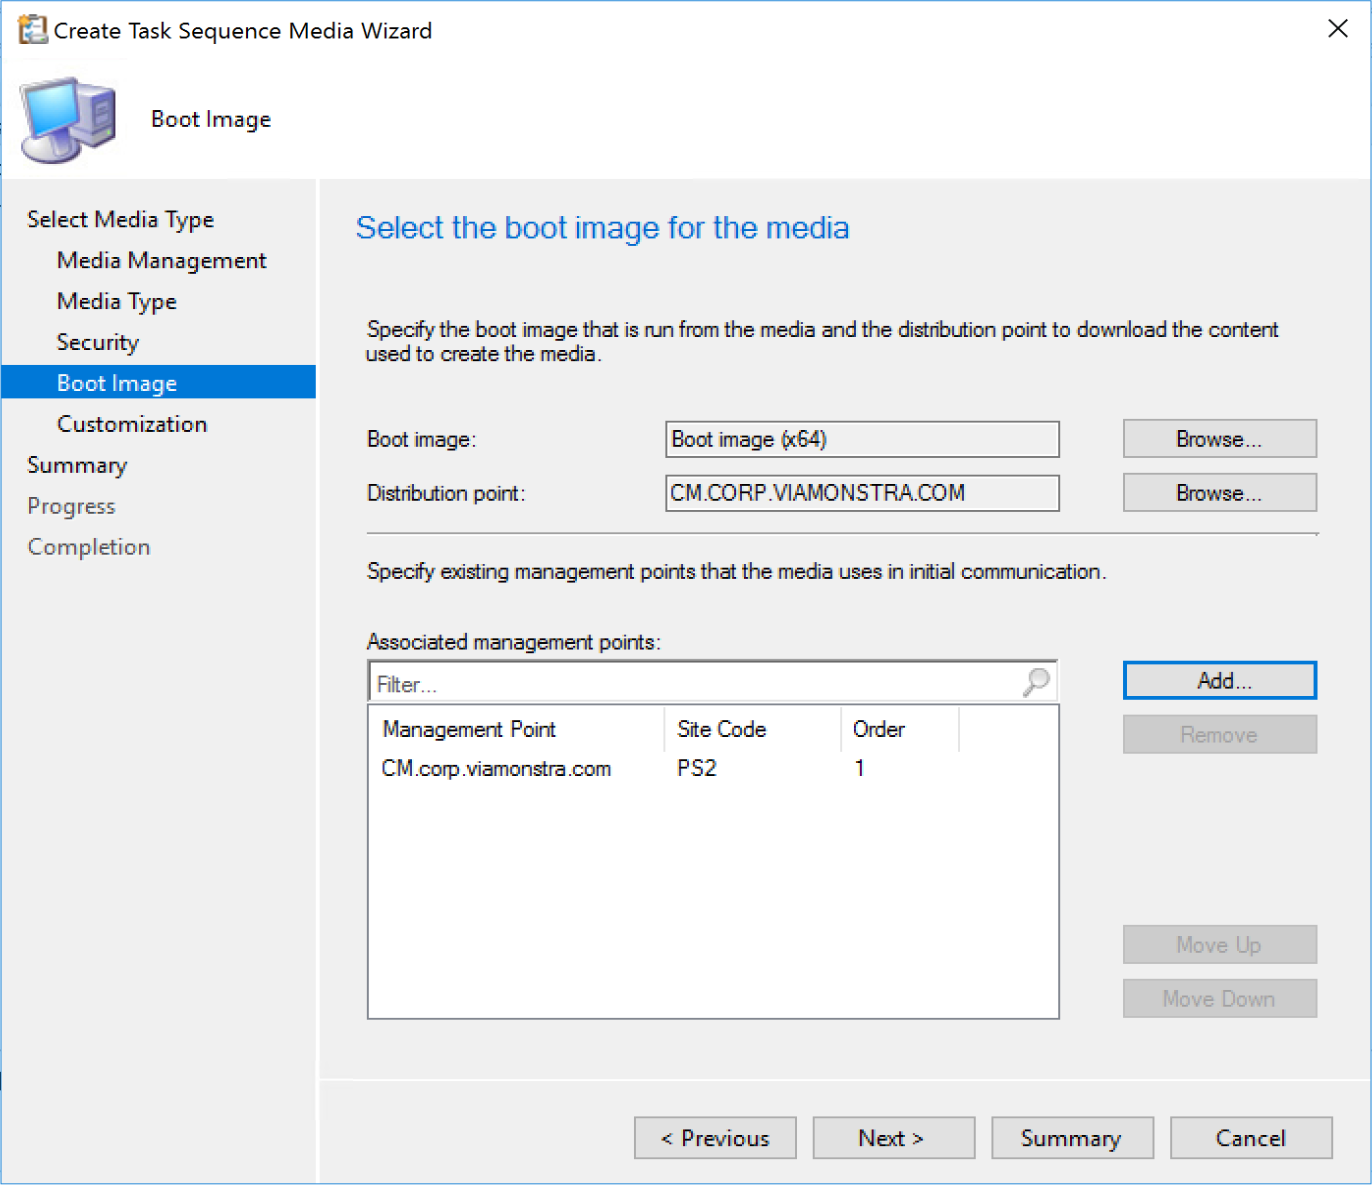 Create Task Sequence Media Wizard
Boot Image
Select Media Type
Media Management
Media Type
Security
Boot Image
Customization
Summary
Progress
Completion
Select the boot image for the media
Specify the boot image that is run from the media and the distribution point to download the content
used to create the media.
Boot image: Boot image (x64) Browse...
Distribution point: CM.CORP.VIAMONSTRA.COM Browse...
Specify existing management points that the media uses in initial communication.
Associated management points:
Filter... Add...
Remove
Management Point Site Code Order
CM.corp.viamonstra.com PS2 1
Move Up
Move Down
< Previous Next > Summary Cancel